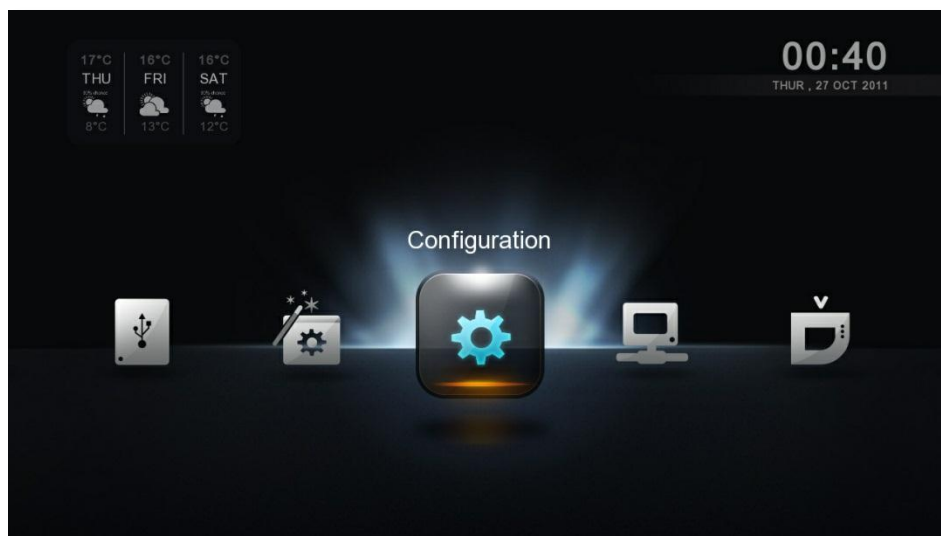 17°C 16°C 16°C
THU FRI SAT
8°C 13°C 12°C
00:40
THUR , 27 OCT 2011
Configuration